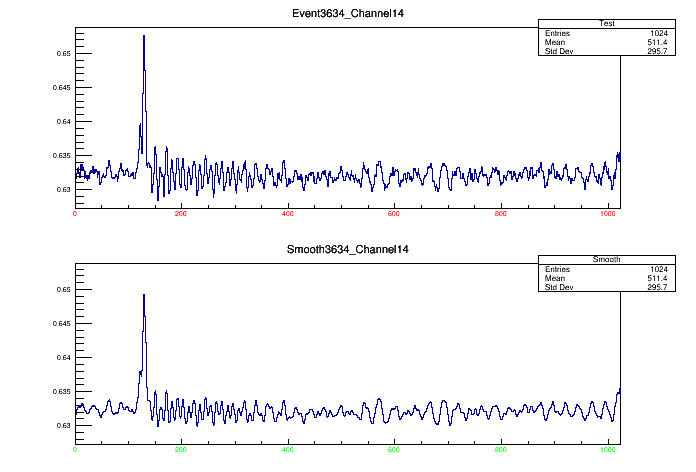 Event3634_Channel14
Test
Entries 1024
Mean 511.4
Std Dev 295.7
0.65
0.645
0.64
0.635
0.63
0 200 400 600 800 1000
Smooth3634_Channel14
Smooth
Entries 1024
Mean 511.4
Std Dev 295.7
0.65
0.645
0.64
0.635
0.63
0 200 400 600 800 1000